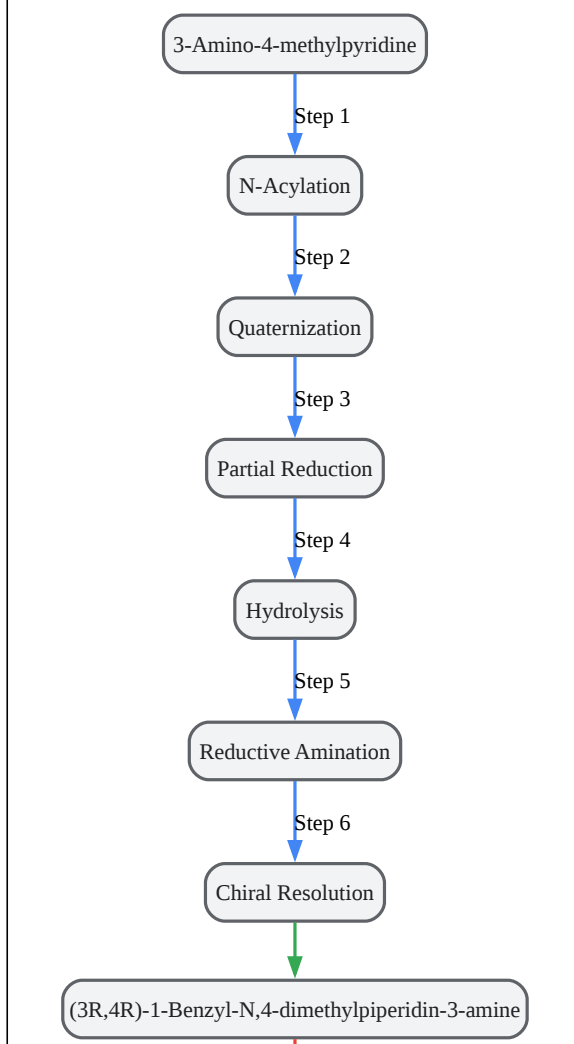 3-Amino-4-methylpyridine
Step 1
N-Acylation
Step 2
Quaternization
Step 3
Partial Reduction
Step 4
Hydrolysis
Step 5
Reductive Amination
Step 6
Chiral Resolution
(3R,4R)-1-Benzyl-N,4-dimethylpiperidin-3-amine